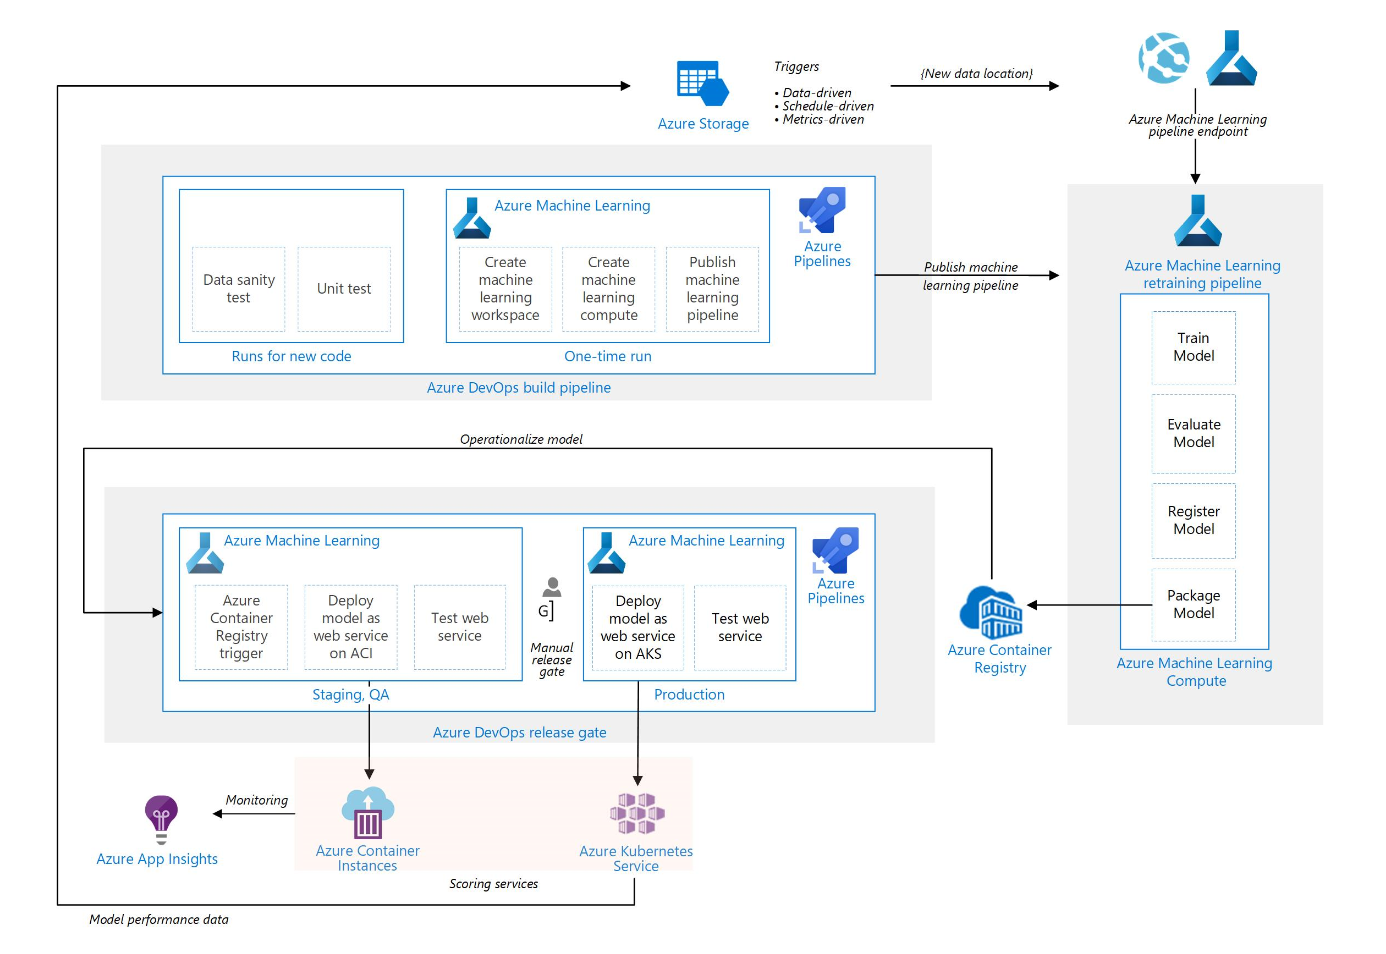 Triggers
• Data-driven
• Schedule-driven
• Metrics-driven
Azure Storage
{New data location}
Azure Machine Learning
pipeline endpoint
Azure Machine Learning
Azure
Pipelines
Data sanity
test
Unit test
Create
machine
learning
workspace
Create
machine
learning
compute
Publish
machine
learning
pipeline
Runs for new code
One-time run
Azure DevOps build pipeline
Publish machine
learning pipeline
Azure Machine Learning
retraining pipeline
Train
Model
Evaluate
Model
Register
Model
Package
Model
Azure Machine Learning
Compute
Operationalize model
Azure Container
Registry
Azure Machine Learning
Azure
Container
Registry
trigger
Deploy
model as
web service
on ACI
Test web
service
Staging, QA
G]
Manual
release
gate
Azure Machine Learning
Deploy
model as
web service
on AKS
Test web
service
Production
Azure
Pipelines
Azure DevOps release gate
Monitoring
Azure App Insights
Azure Container
Instances
Azure Kubernetes
Service
Scoring services
Model performance data